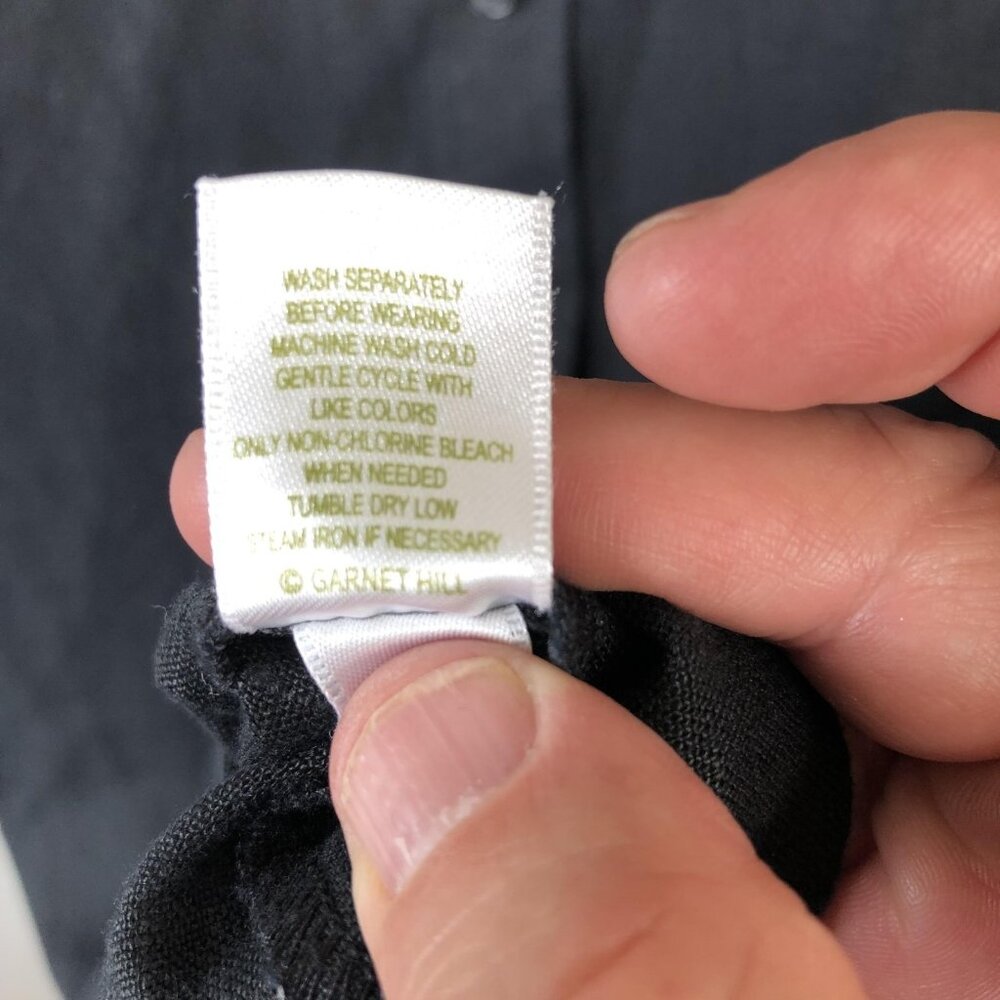 WASH SEPARATELY
BEFORE WEARING
MACHINE WASH COLD
GENTLE CYCLE WITH
LIKE COLORS
ONLY NON-CHLORINE BLEACH
WHEN NEEDED
TUMBLE DRY LOW
STEAM IRON IF NECESSARY
© GARNET HILL